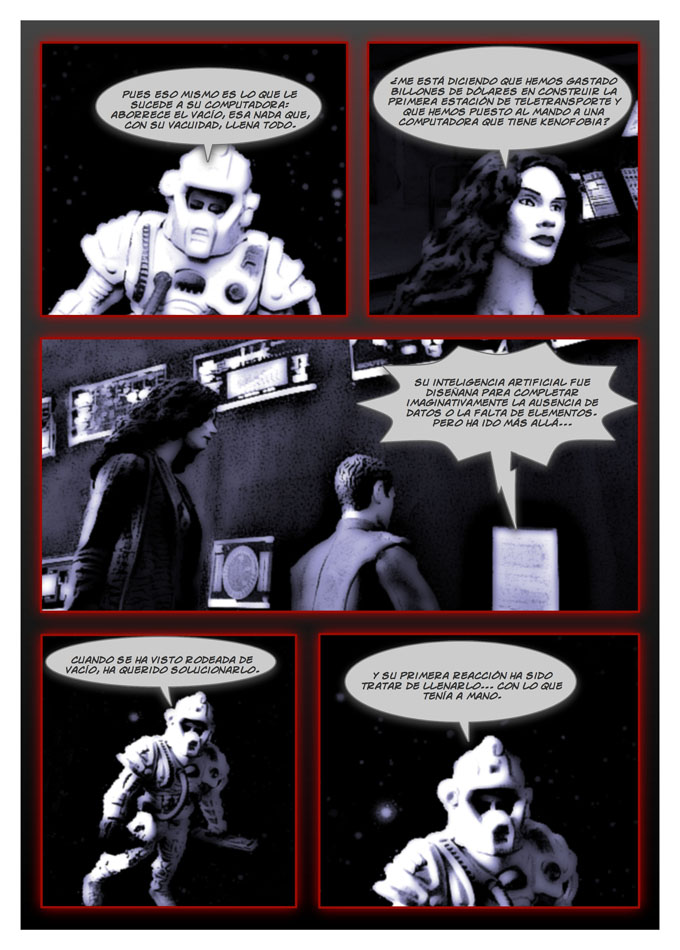 PUES ESO MISMO ES LO QUE LE
SUCEDE A SU COMPUTADORA:
ABORRECE EL VACÍO, ESA NADA QUE,
CON SU VACUIDAD, LLENA TODO.
¿ME ESTÁ DICIENDO QUE HEMOS GASTADO
BILLONES DE DÓLARES EN CONSTRUIR LA
PRIMERA ESTACIÓN DE TELETRANSPORTE Y
QUE HEMOS PUESTO AL MANDO A UNA
COMPUTADORA QUE TIENE KENOFOBIA?
SU INTELIGENCIA ARTIFICIAL FUE
DISEÑANA PARA COMPLETAR
IMAGINATIVAMENTE LA AUSENCIA DE
DATOS O LA FALTA DE ELEMENTOS.
PERO HA IDO MÁS ALLÁ...
CUANDO SE HA VISTO RODEADA DE
VACÍO, HA QUERIDO SOLUCIONARLO.
Y SU PRIMERA REACCIÓN HA SIDO
TRATAR DE LLENARLO... CON LO QUE
TENÍA A MANO.